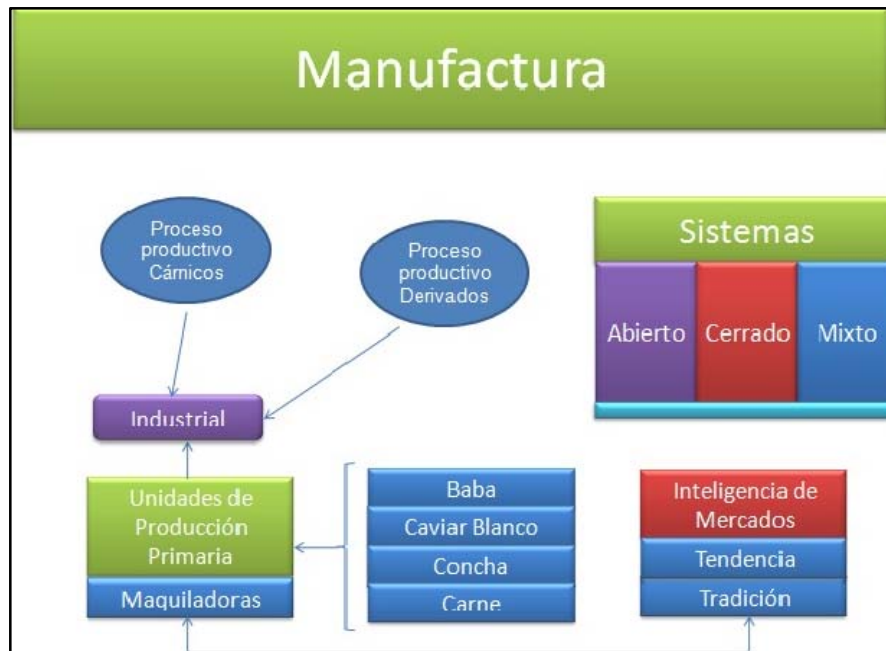 Manufactura
Proceso
productivo
Cárnicos
Proceso
productivo
Derivados
Sistemas
Abierto
Cerrado
Mixto
Industrial
Unidades de
Producción
Primaria
Maquiladoras
Baba
Caviar Blanco
Concha
Carne
Inteligencia de
Mercados
Tendencia
Tradición